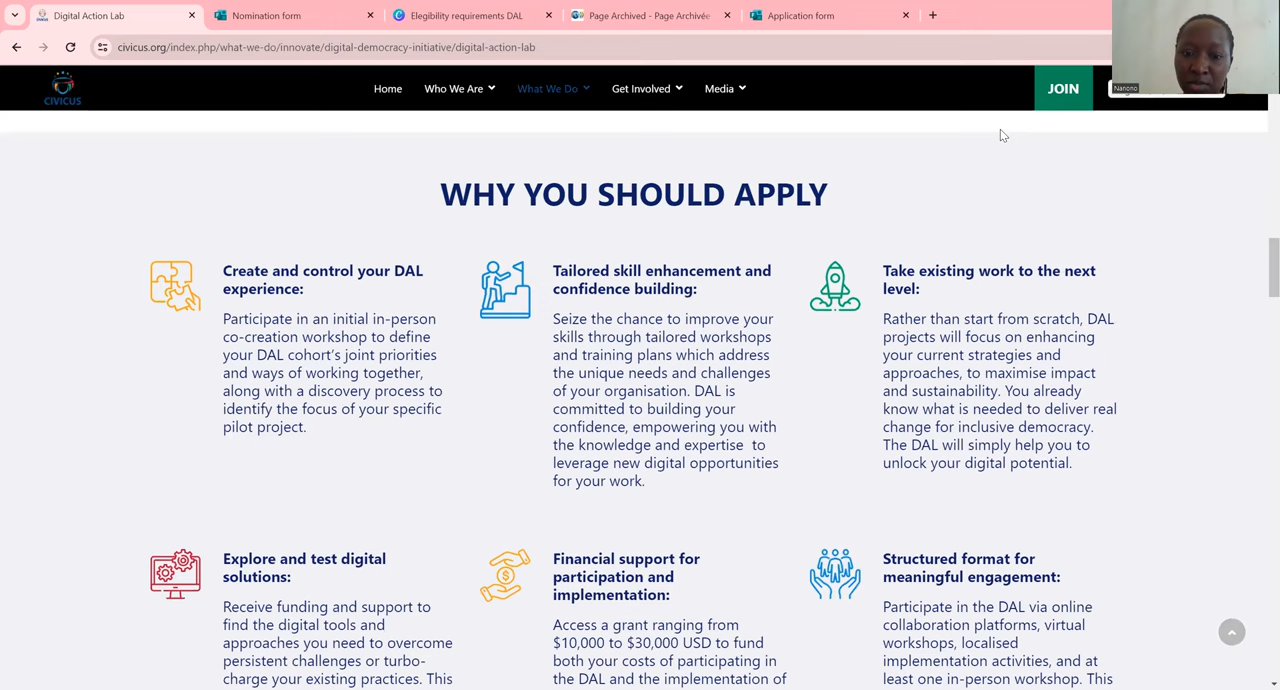 Digital Action Lab
Nomination form
Elegibility requirements DAL
Page Archived - Page Archivée
Application form
civicus.org/index.php/what-we-do/innovate/digital-democracy-initiative/digital-action-lab
CIVICUS
Home
Who We Are
What We Do
Get Involved
Media
JOIN
Nanono
WHY YOU SHOULD APPLY
Create and control your DAL
experience:
Participate in an initial in-person
co-creation workshop to define
your DAL cohort's joint priorities
and ways of working together,
along with a discovery process to
identify the focus of your specific
pilot project.
Tailored skill enhancement and
confidence building:
Seize the chance to improve your
skills through tailored workshops
and training plans which address
the unique needs and challenges
of your organisation. DAL is
committed to building your
confidence, empowering you with
the knowledge and expertise to
leverage new digital opportunities
for your work.
Take existing work to the next
level:
Rather than start from scratch, DAL
projects will focus on enhancing
your current strategies and
approaches, to maximise impact
and sustainability. You already
know what is needed to deliver real
change for inclusive democracy.
The DAL will simply help you to
unlock your digital potential.
Explore and test digital
solutions:
Receive funding and support to
find the digital tools and
approaches you need to overcome
persistent challenges or turbo-
charge your existing practices. This
Financial support for
participation and
implementation:
Access a grant ranging from
$10,000 to $30,000 USD to fund
both your costs of participating in
the DAL and the implementation of
Structured format for
meaningful engagement:
Participate in the DAL via online
collaboration platforms, virtual
workshops, localised
implementation activities, and at
least one in-person workshop. This